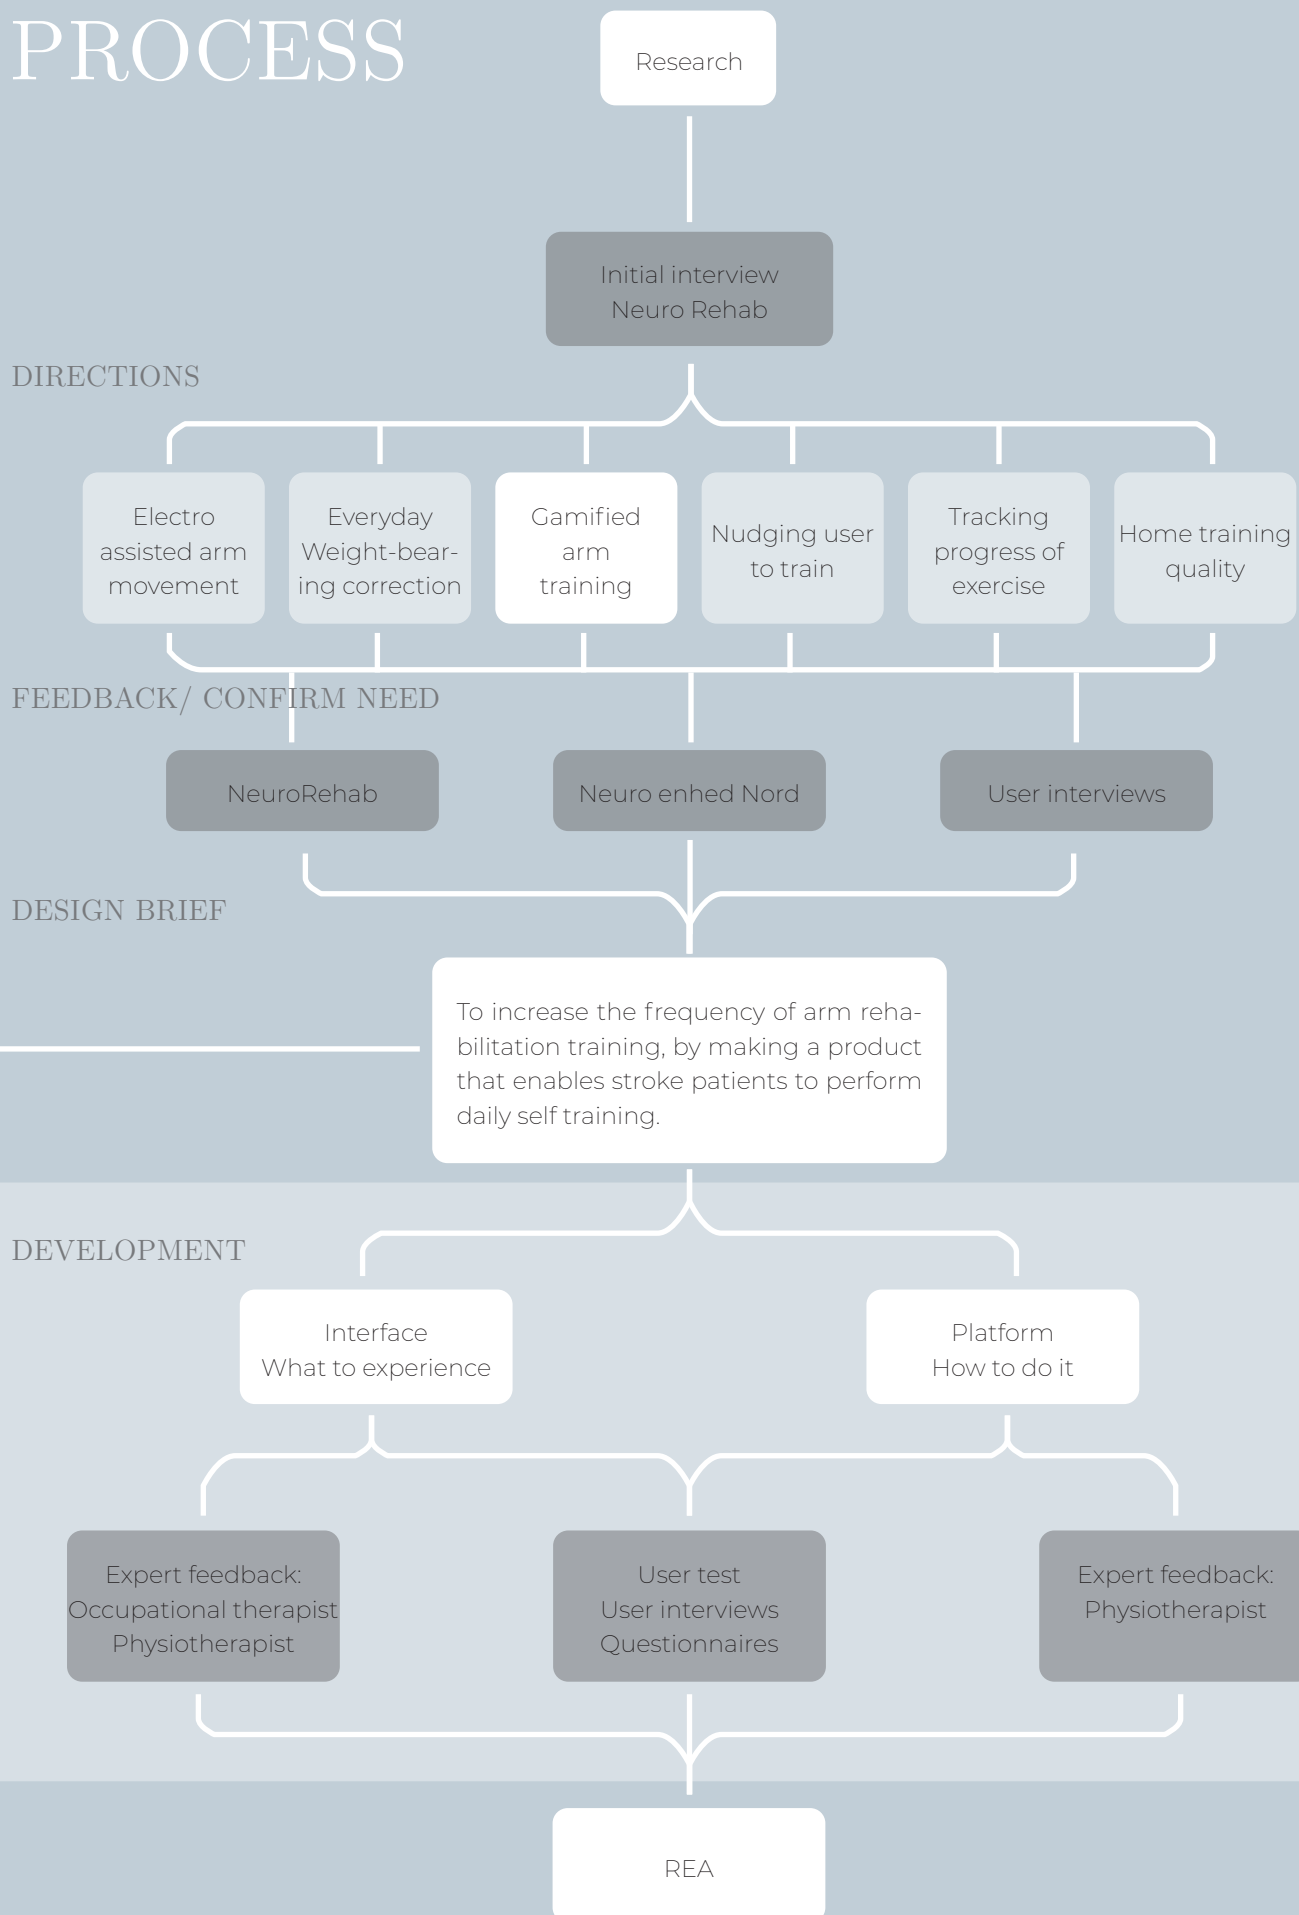 PROCESS
Research
Initial interview
Neuro Rehab
DIRECTIONS
Electro
assisted arm
movement
Everyday
Weight-bear-
ing correction
Gamified
arm
training
Nudging user
to train
Tracking
progress of
exercise
Home training
quality
FEEDBACK/ CONFIRM NEED
NeuroRehab
Neuro enhed Nord
User interviews
DESIGN BRIEF
To increase the frequency of arm reha-
bilitation training, by making a product
that enables stroke patients to perform
daily self training.
DEVELOPMENT
Interface
What to experience
Platform
How to do it
Expert feedback:
Occupational therapist
Physiotherapist
User test
User interviews
Questionnaires
Expert feedback:
Physiotherapist
REA